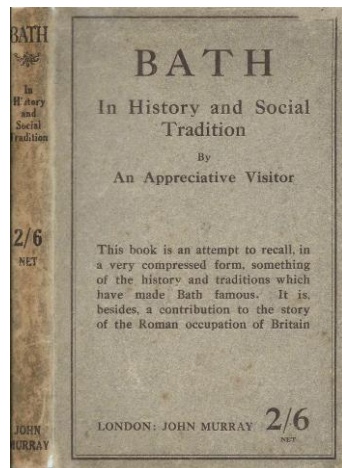 BATH
In
History
and
Social
Tradition
2/6
NET
JOHN
MURRAY
BATH
In History and Social
Tradition
By
An Appreciative Visitor
This book is an attempt to recall, in
a very compressed form, something
of the history and traditions which
have made Bath famous. It is,
besides, a contribution to the story
of the Roman occupation of Britain
LONDON: JOHN MURRAY 2/6
NET